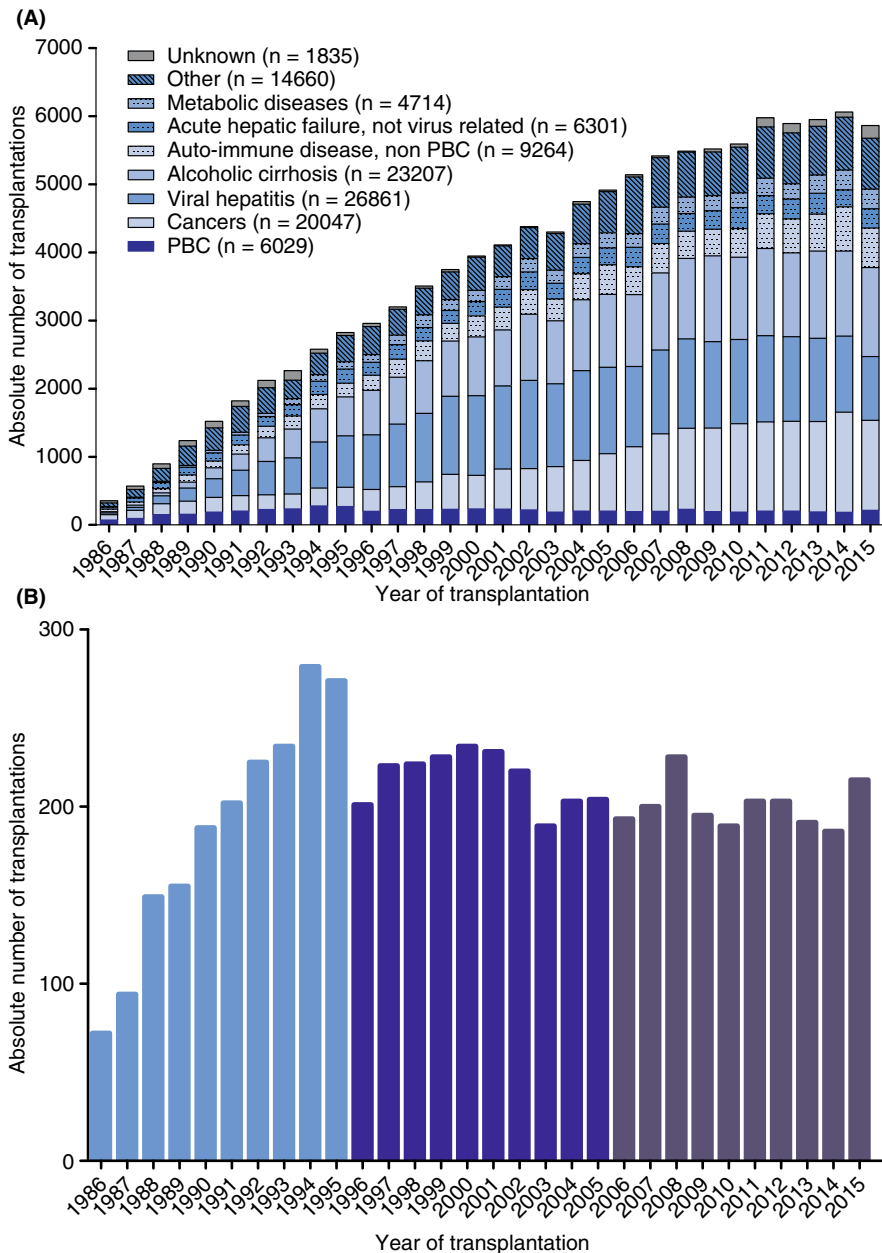 (A)
7000
6000
5000
4000
3000
2000
1000
0
Absolute number of transplantations
Unknown (n = 1835)
Other (n = 14660)
Metabolic diseases (n = 4714)
Acute hepatic failure, not virus related (n = 6301)
Auto-immune disease, non PBC (n = 9264)
Alcoholic cirrhosis (n = 23207)
Viral hepatitis (n = 26861)
Cancers (n = 20047)
PBC (n = 6029)
1986 1987 1988 1989 1990 1991 1992 1993 1994 1995 1996 1997 1998 1999 2000 2001 2002 2003 2004 2005 2006 2007 2008 2009 2010 2011 2012 2013 2014 2015
Year of transplantation
(B)
300
200
100
0
Absolute number of transplantations
1986 1987 1988 1989 1990 1991 1992 1993 1994 1995 1996 1997 1998 1999 2000 2001 2002 2003 2004 2005 2006 2007 2008 2009 2010 2011 2012 2013 2014 2015
Year of transplantation